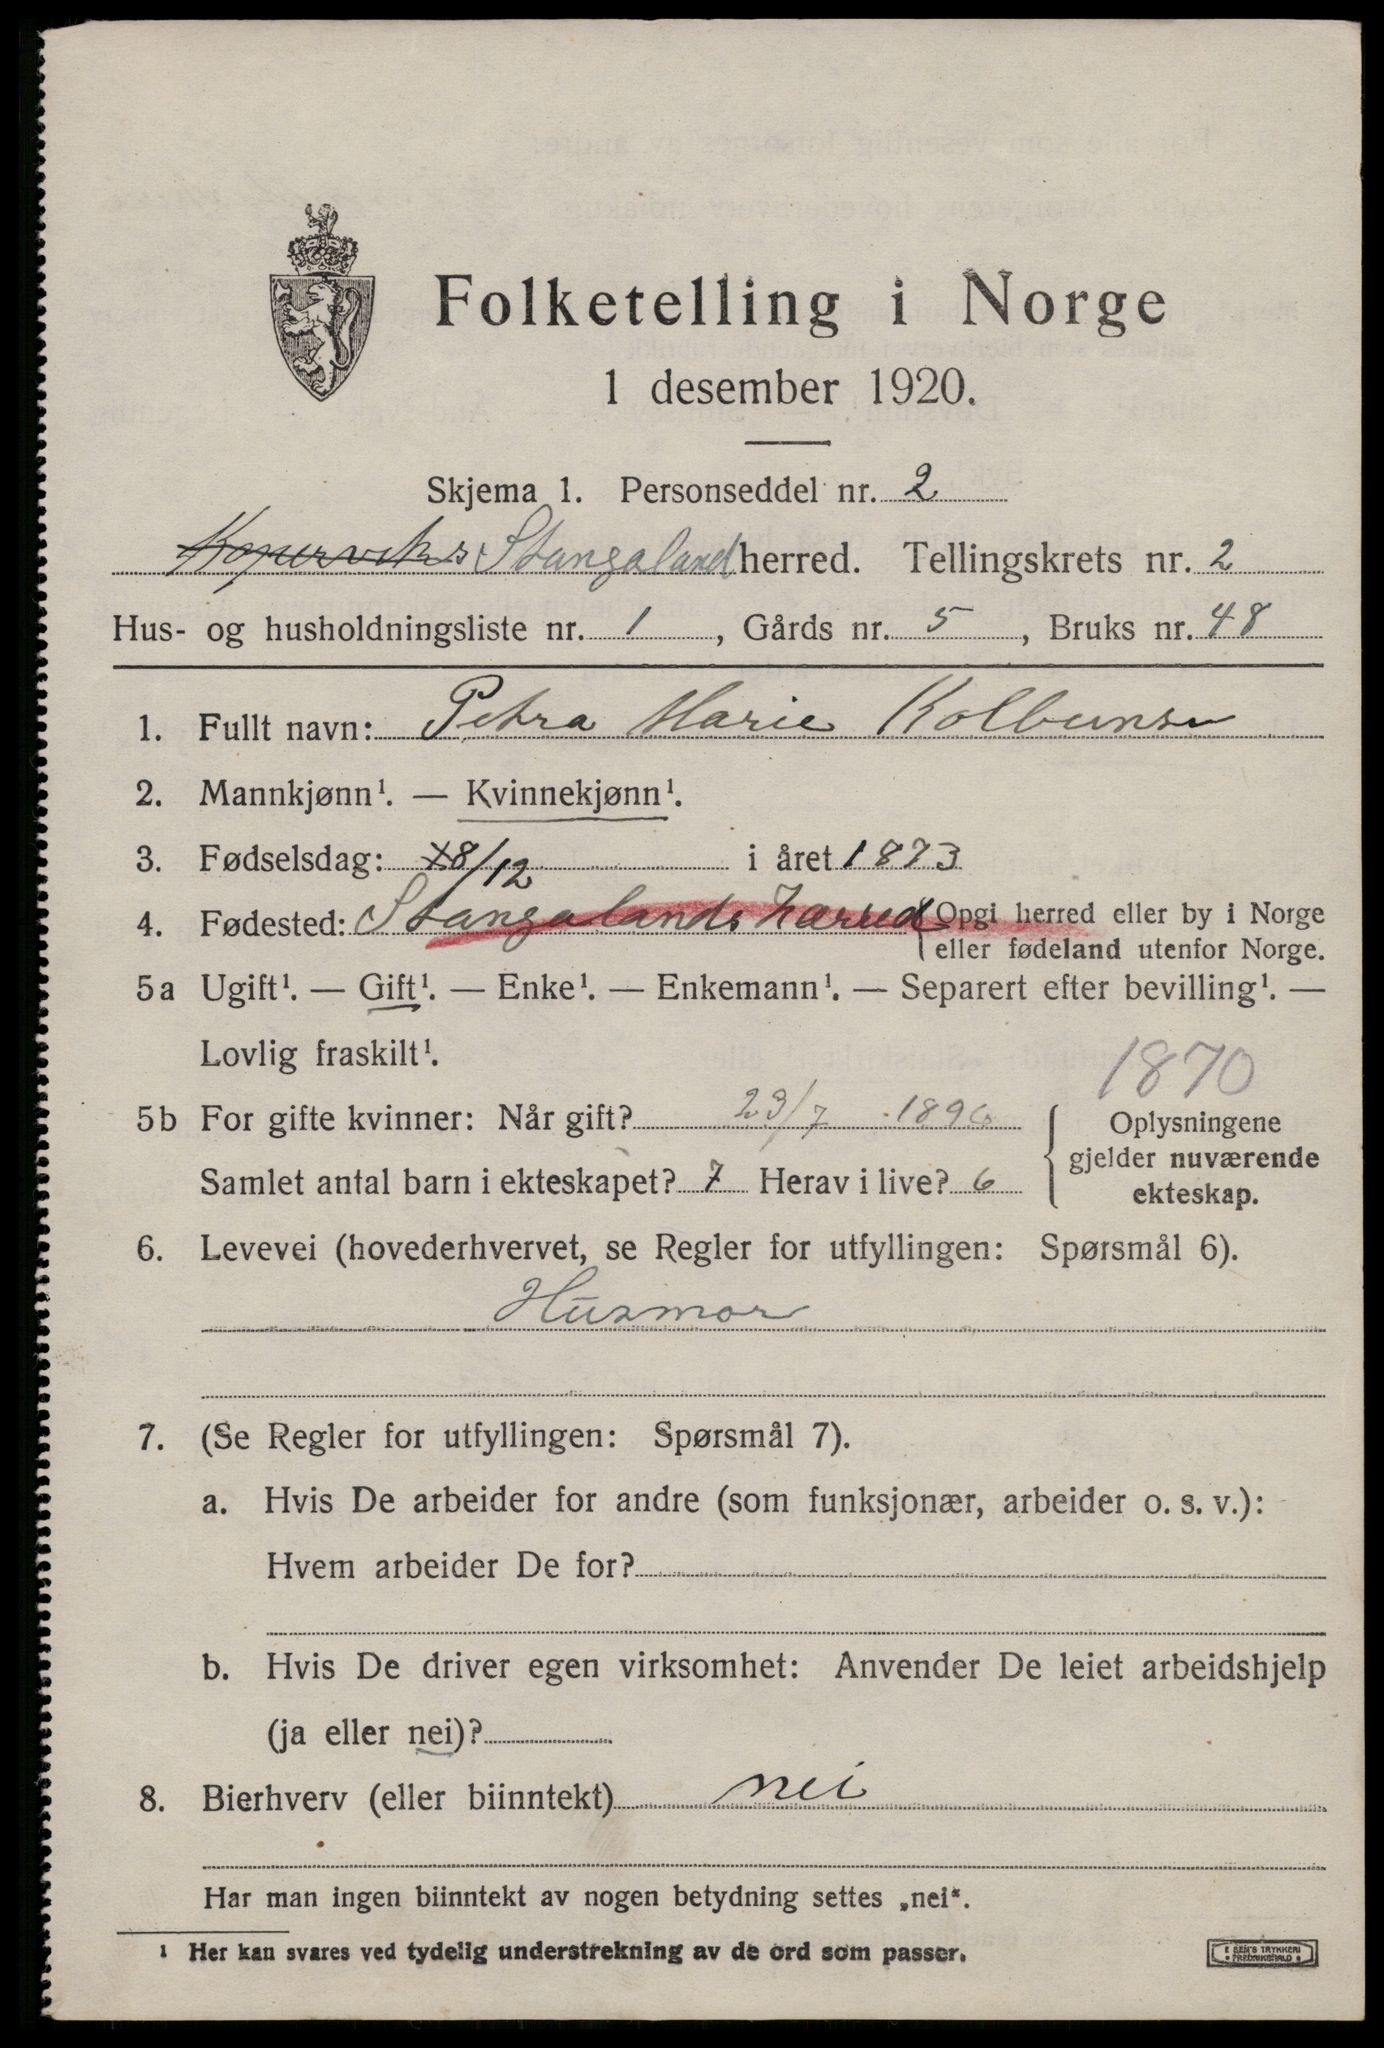 Folketelling i Norge
1 desember 1920.
Skjema 1. Personseddel nr. 2
Kopervik Stangaland herred. Tellingskrets nr. 2
Hus- og husholdningsliste nr. 1, Gårds nr. 5, Bruks nr. 48
1. Fullt navn: Petra Marie
2. Mannkjønn¹. — Kvinnekjønn¹.
3. Fødselsdag: 8/12 i året 1873
4. Fødested: Stangalands Herred { Opgi herred eller by i Norge
eller fødeland utenfor Norge.
5a Ugift¹. — Gift¹. — Enke¹. — Enkemann¹. — Separert efter bevilling¹. —
Lovlig fraskilt¹.
1870
5b For gifte kvinner: Når gift? 23/7 1896
Samlet antal barn i ekteskapet? 7 Herav i live? 6
{ Oplysningene
gjelder nuværende
ekteskap.
6. Levevei (hovederhvervet, se Regler for utfyllingen: Spørsmål 6).
Husmor
7. (Se Regler for utfyllingen: Spørsmål 7).
a. Hvis De arbeider for andre (som funksjonær, arbeider o. s. v.):
Hvem arbeider De for?
b. Hvis De driver egen virksomhet: Anvender De leiet arbeidshjelp
(ja eller nei)?
8. Bierhverv (eller biinntekt) nei
Har man ingen biinntekt av nogen betydning settes „nei".
¹ Her kan svares ved tydelig understrekning av de ord som passer.
SEM'S TRYKKERI
FREDRIKSHALD